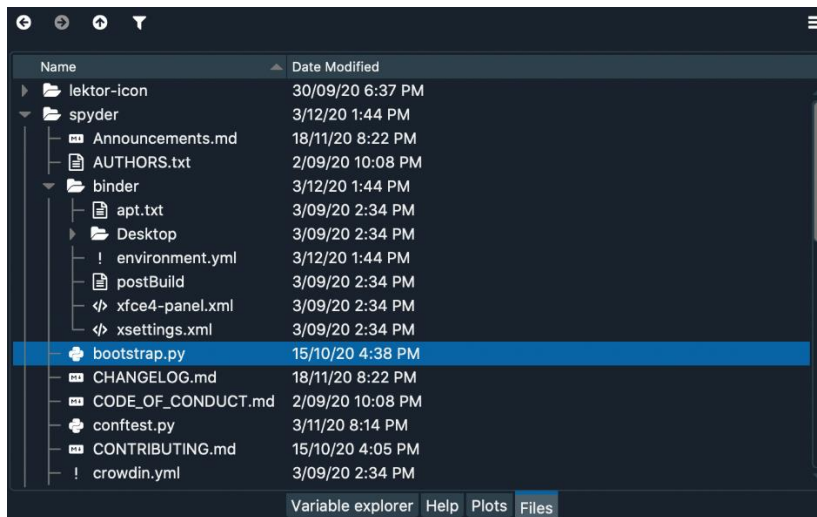 Name Date Modified
lektor-icon 30/09/20 6:37 PM
spyder 3/12/20 1:44 PM
Announcements.md 18/11/20 8:22 PM
AUTHORS.txt 2/09/20 10:08 PM
binder 3/12/20 1:44 PM
apt.txt 3/09/20 2:34 PM
Desktop 3/09/20 2:34 PM
! environment.yml 3/12/20 1:44 PM
postBuild 3/09/20 2:34 PM
</> xfce4-panel.xml 3/09/20 2:34 PM
</> xsettings.xml 3/09/20 2:34 PM
bootstrap.py 15/10/20 4:38 PM
CHANGELOG.md 18/11/20 8:22 PM
CODE_OF_CONDUCT.md 2/09/20 10:08 PM
conftest.py 3/11/20 8:14 PM
CONTRIBUTING.md 15/10/20 4:05 PM
! crowdin.yml 3/09/20 2:34 PM
Variable explorer Help Plots Files